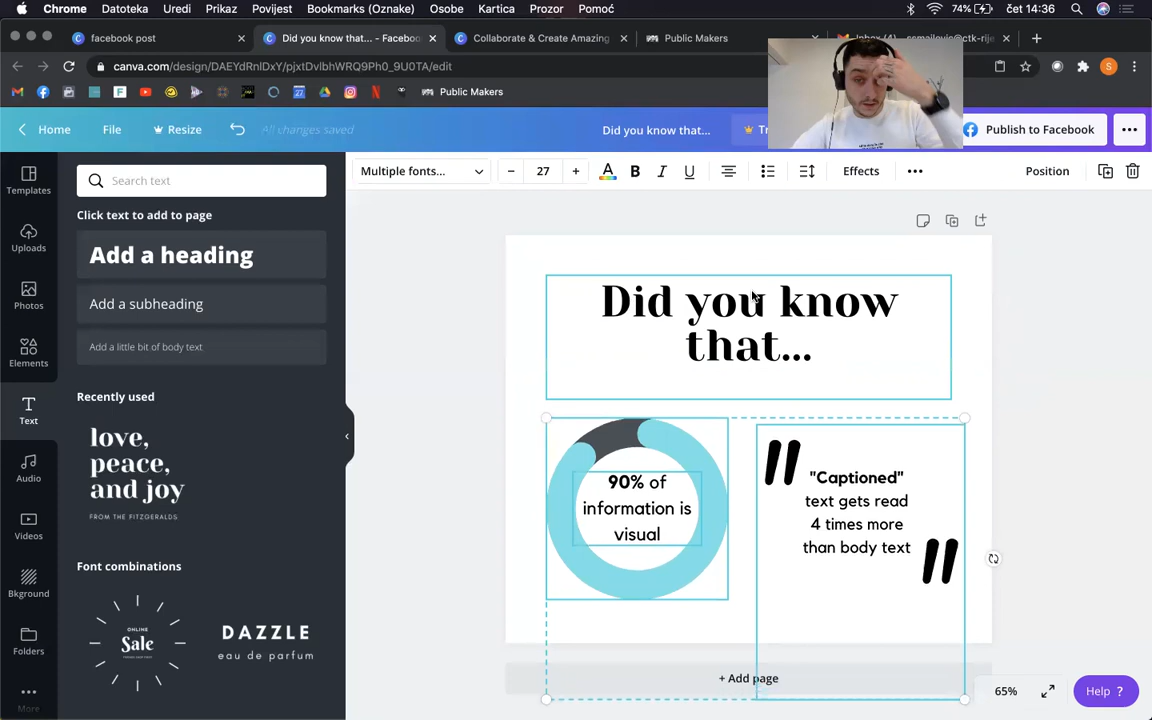 Chrome Datoteka Uredi Prikaz Povijest Bookmarks (Oznake) Osobe Kartica Prozor Pomoć 74% čet 14:36
facebook post
Did you know that... - Faceboo
Collaborate & Create Amazing
Public Makers
Inbox (4) - ssmailovic@ctk-rije
canva.com/design/DAEYdRnlDxY/pjxtDvlbhWRQ9Ph0_9U0TA/edit
S
Public Makers
Home File Resize All changes saved Did you know that... Publish to Facebook
Search text
Multiple fonts... 27 A B I U Effects Position
Templates
Uploads
Photos
Elements
Text
Audio
Videos
Bkground
Folders
More
Click text to add to page
Add a heading
Add a subheading
Add a little bit of body text
Recently used
love,
peace,
and joy
FROM THE FITZGERALDS
Font combinations
ONLINE
Sale
DAZZLE
eau de parfum
Did you know
that...
90% of
information is
visual
"Captioned"
text gets read
4 times more
than body text
+ Add page
65%
Help ?